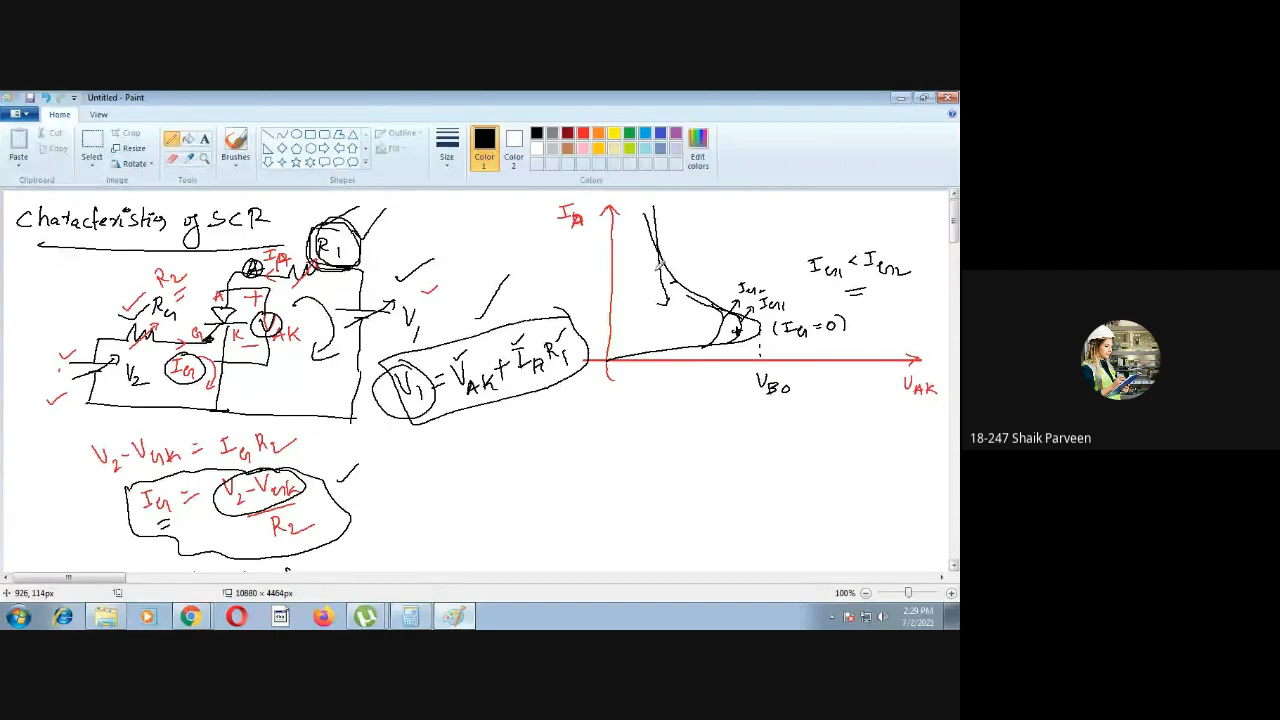 Untitled - Paint
Home
View
Paste
Cut
Copy
Clipboard
Select
Crop
Resize
Rotate
Image
A
Tools
Brushes
Shapes
Outline
Fill
Size
Color
1
Color
2
Edit
colors
Colors
Characteristics of SCR
R1
IA
A
R2
RG
A
+
VAK
G
K
−
IG
V2
V
V1 = VAK + IA R1
V2 - VGK = IG R2
IG = V2 - VGK
R2
IA
IG1 < IG2
IG2
IG1
(IG = 0)
VBO
VAK
926, 114px
10880 × 4464px
100%
2:29 PM
7/2/2021
18-247 Shaik Parveen